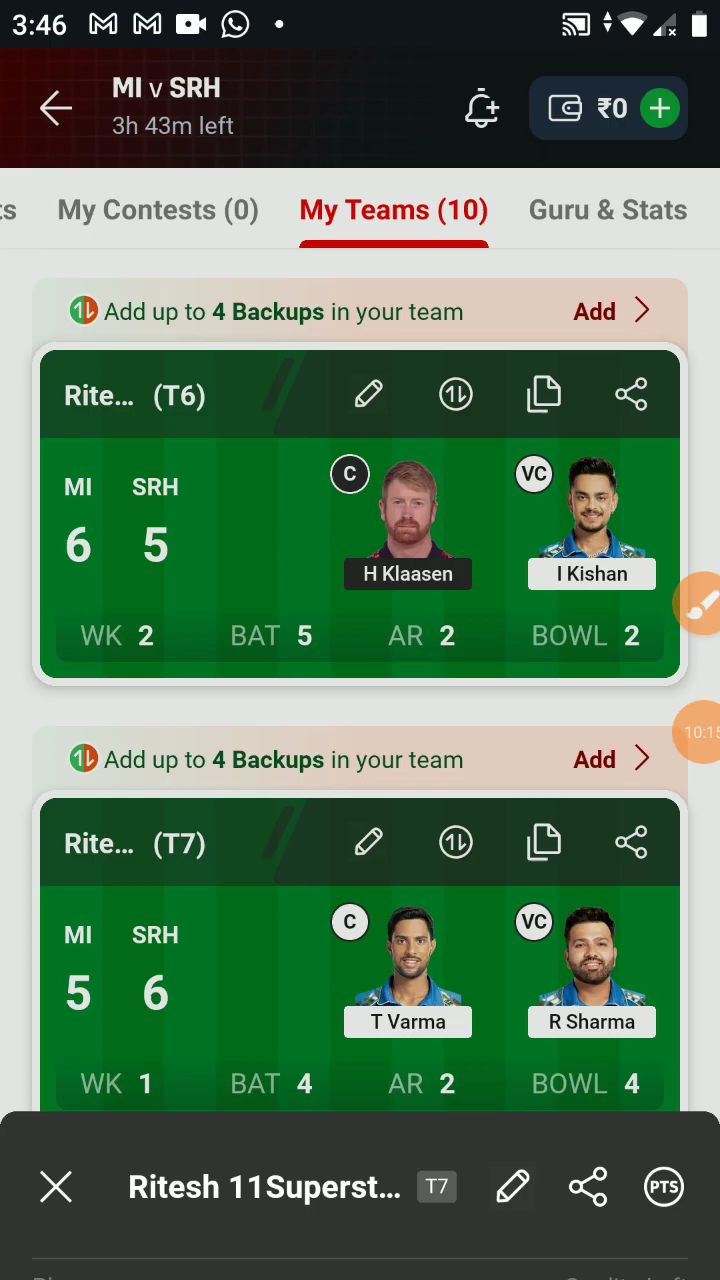 3:46
MI v SRH
3h 43m left
₹0
My Contests (0) My Teams (10) Guru & Stats
Add up to 4 Backups in your team Add
Rite... (T6)
MI SRH
6 5
C VC
H Klaasen I Kishan
WK 2 BAT 5 AR 2 BOWL 2
10:15
Add up to 4 Backups in your team Add
Rite... (T7)
MI SRH
5 6
C VC
T Varma R Sharma
WK 1 BAT 4 AR 2 BOWL 4
Ritesh 11Superst... T7 PTS